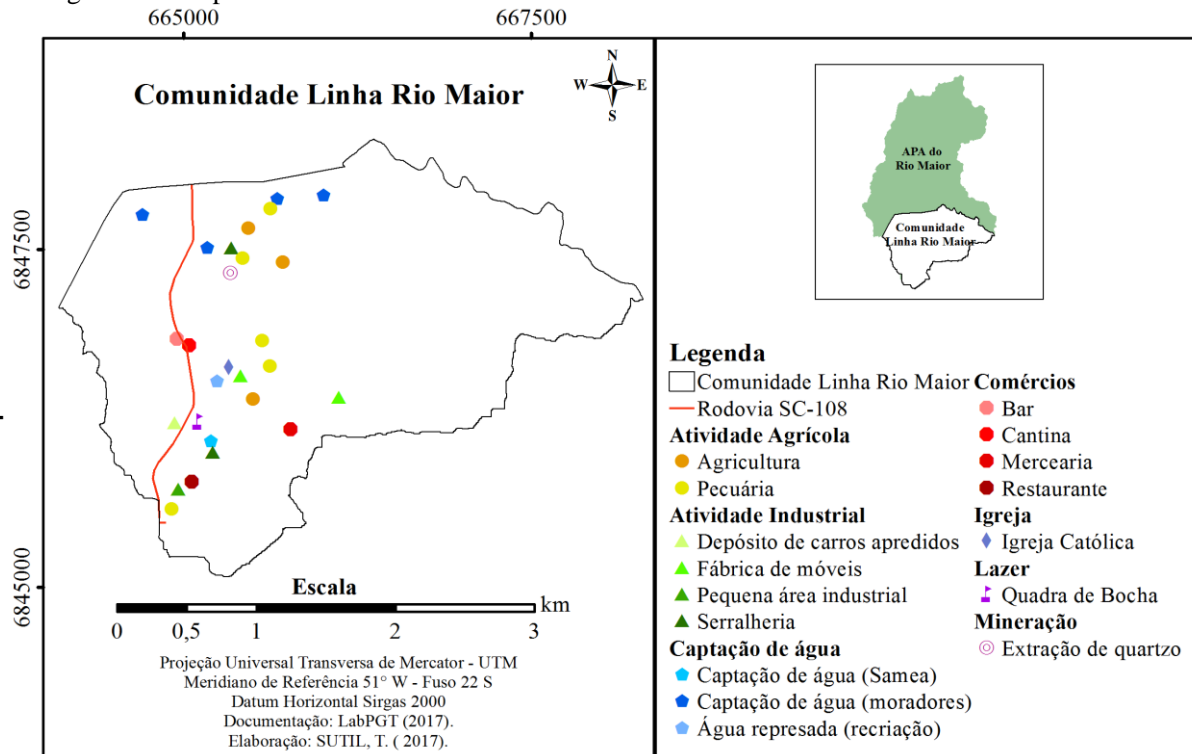 665000
667500
6847500
6845000
Comunidade Linha Rio Maior
N
W
E
S
Escala
km
0
0,5
1
2
3
Projeção Universal Transversa de Mercator - UTM
Meridiano de Referência 51° W - Fuso 22 S
Datum Horizontal Sirgas 2000
Documentação: LabPGT (2017).
Elaboração: SUTIL, T. ( 2017).
APA do
Rio Maior
Comunidade
Linha Rio Maior
Legenda
Comunidade Linha Rio Maior
Rodovia SC-108
Atividade Agrícola
Agricultura
Pecuária
Atividade Industrial
Depósito de carros apredidos
Fábrica de móveis
Pequena área industrial
Serralheria
Captação de água
Captação de água (Samea)
Captação de água (moradores)
Água represada (recriação)
Comércios
Bar
Cantina
Mercearia
Restaurante
Igreja
Igreja Católica
Lazer
Quadra de Bocha
Mineração
Extração de quartzo